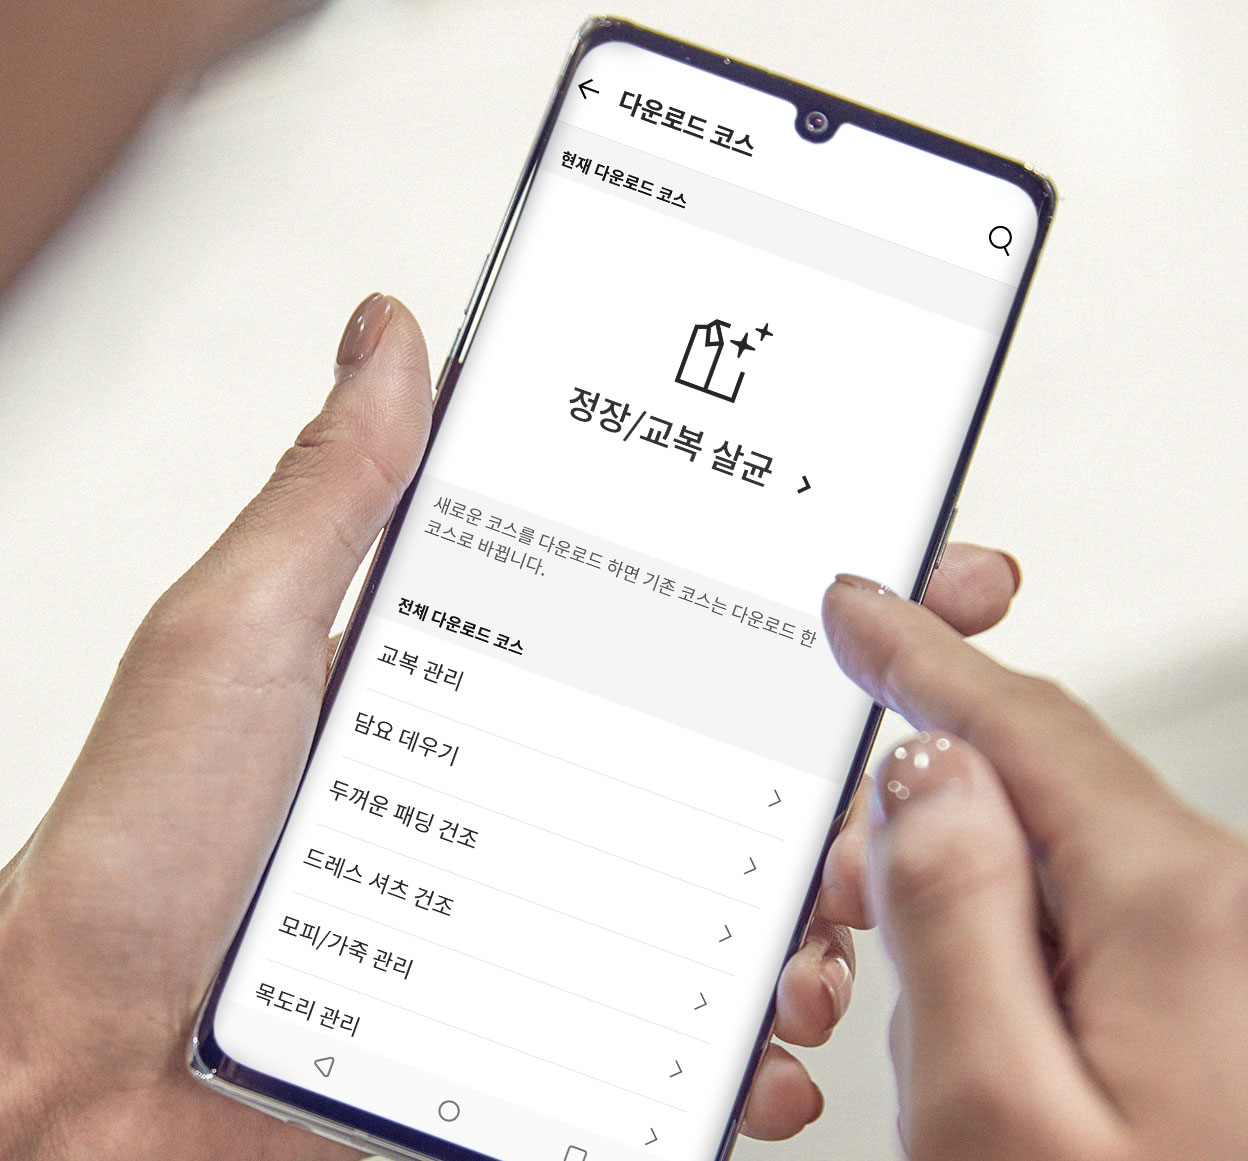 다운로드 코스
현재 다운로드 코스
정장/교복 살균
새로운 코스를 다운로드 하면 기존 코스는 다운로드 한
코스로 바뀝니다.
전체 다운로드 코스
교복 관리
담요 데우기
두꺼운 패딩 건조
드레스 셔츠 건조
모피/가죽 관리
목도리 관리